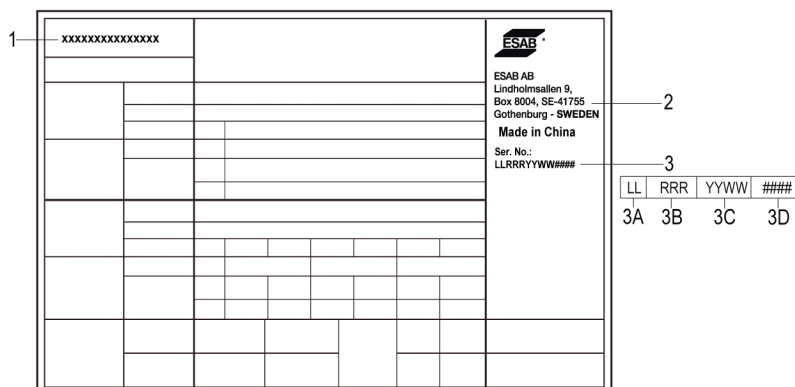 1
xxxxxxxxxxxxxxx
ESAB
ESAB AB
Lindholmsallen 9,
Box 8004, SE-41755
Gothenburg - SWEDEN
2
Made in China
Ser. No.:
LLRRRYYWW####
3
LL RRR YYWW ####
3A 3B 3C 3D